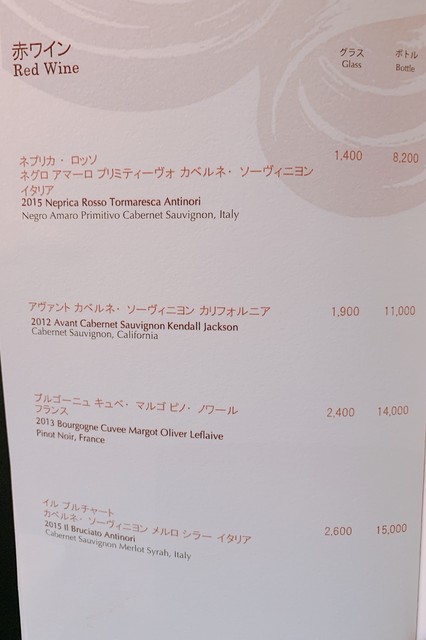 赤ワイン
Red Wine
グラス
Glass
ボトル
Bottle
ネプリカ・ ロッソ
ネグロ アマーロ プリミティーヴォ カベルネ・ ソーヴィニヨン
イタリア
2015 Neprica Rosso Tormaresca Antinori
Negro Amaro Primitivo Cabernet Sauvignon, Italy
1,400 8,200
アヴァント カベルネ・ ソーヴィニヨン カリフォルニア
2012 Avant Cabernet Sauvignon Kendall Jackson
Cabernet Sauvignon, California
1,900 11,000
ブルゴーニュ キュベ・ マルゴ ピノ・ ノワール
フランス
2013 Bourgogne Cuvee Margot Oliver Leflaive
Pinot Noir, France
2,400 14,000
イル ブルチャート
カベルネ・ ソーヴィニヨン メルロ シラー イタリア
2015 Il Bruciato Antinori
Cabernet Sauvignon Merlot Syrah, Italy
2,600 15,000